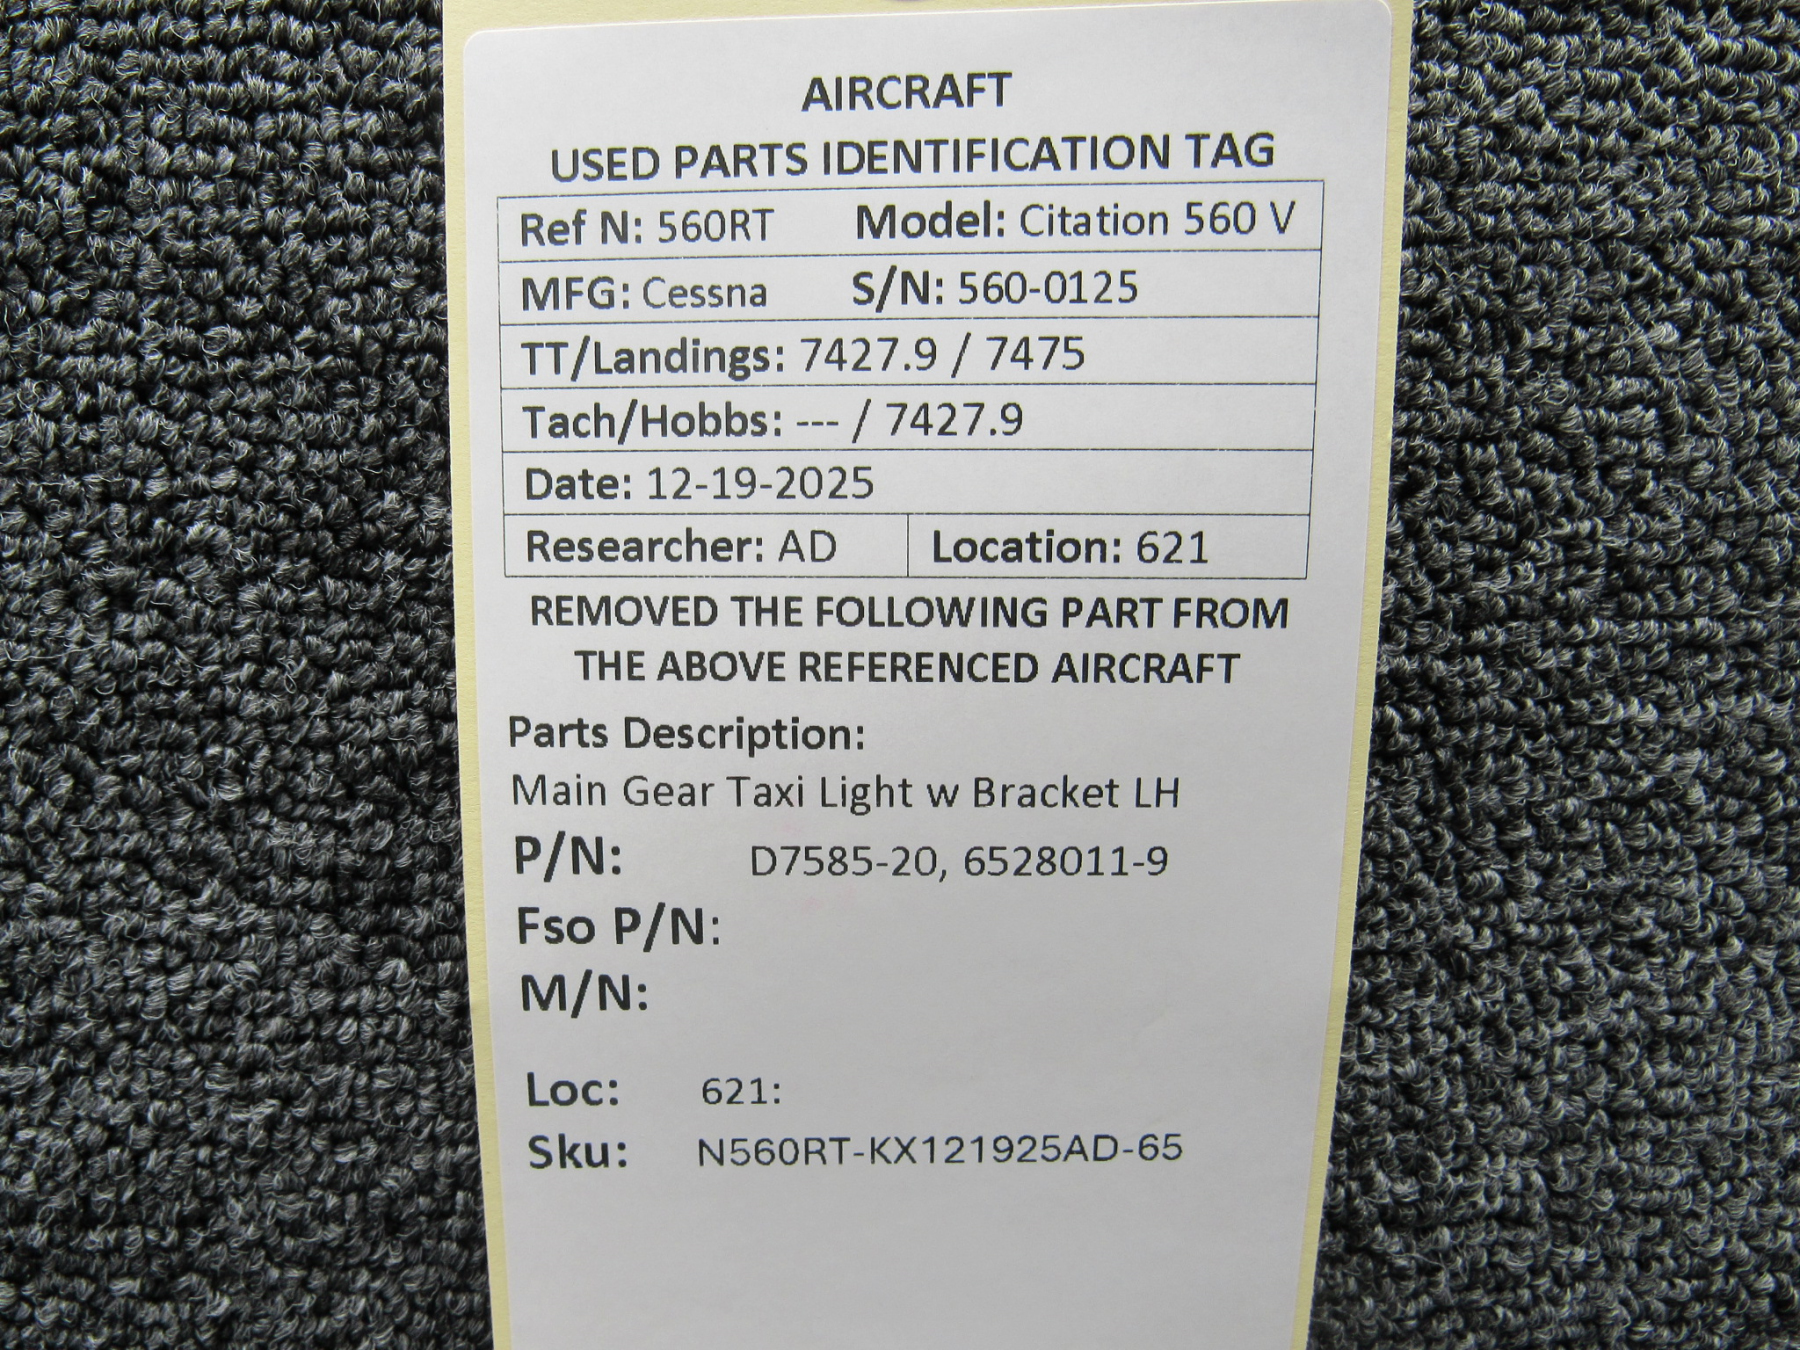 AIRCRAFT
USED PARTS IDENTIFICATION TAG
Ref N: 560RT Model: Citation 560 V
MFG: Cessna S/N: 560-0125
TT/Landings: 7427.9 / 7475
Tach/Hobbs: --- / 7427.9
Date: 12-19-2025
Researcher: AD Location: 621
REMOVED THE FOLLOWING PART FROM
THE ABOVE REFERENCED AIRCRAFT
Parts Description:
Main Gear Taxi Light w Bracket LH
P/N: D7585-20, 6528011-9
Fso P/N:
M/N:
Loc: 621:
Sku: N560RT-KX121925AD-65